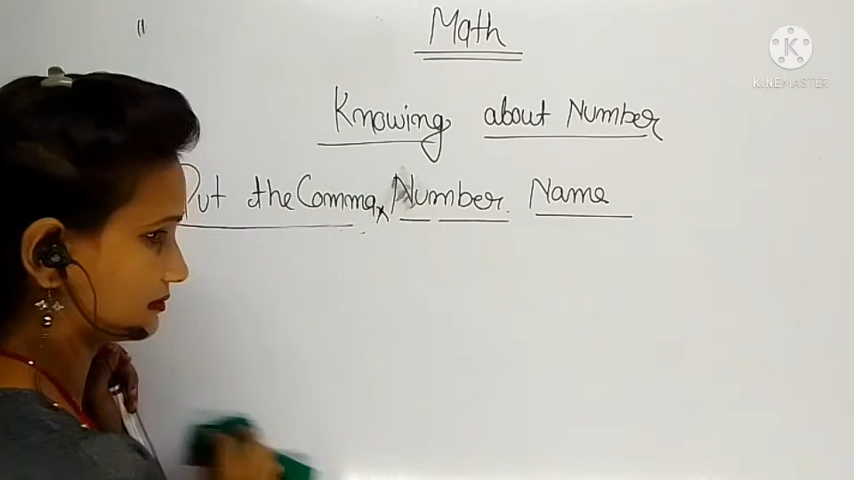 Math
Knowing about Number
Put the Comma, Number Name
KINEMASTER